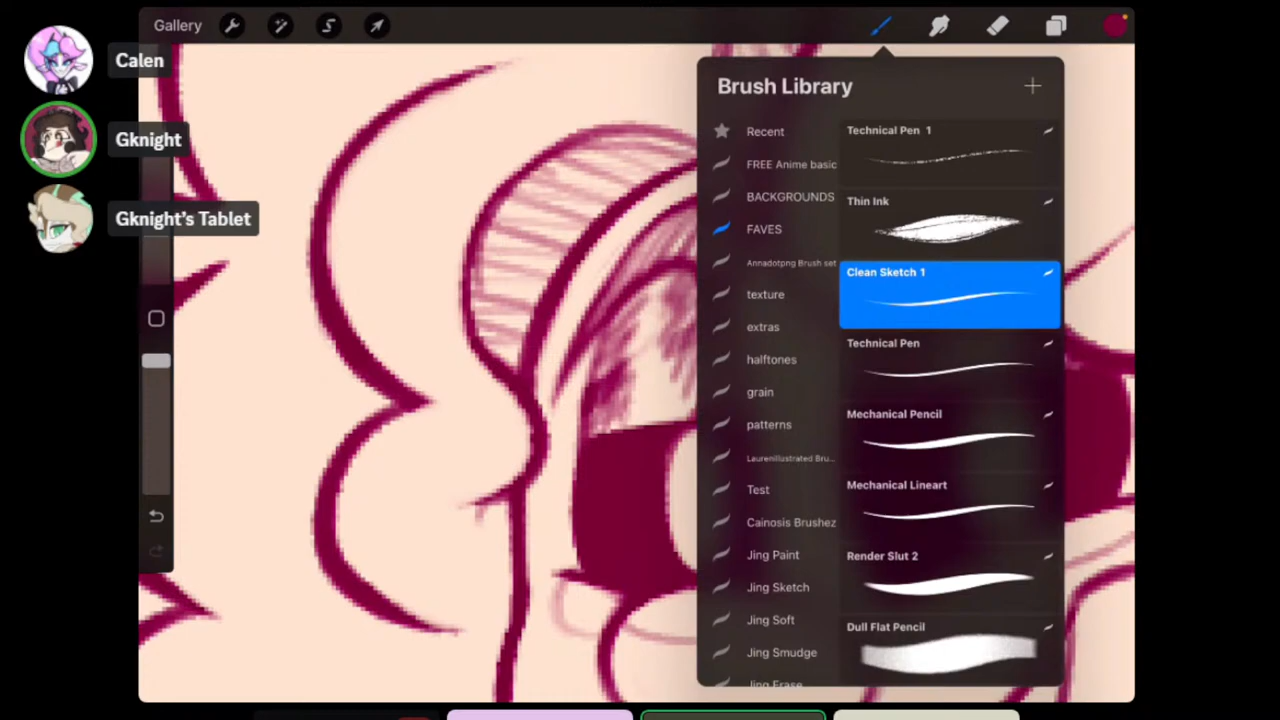 Gallery
Calen
Gknight
Gknight's Tablet
Brush Library
Recent
FREE Anime basic
BACKGROUNDS
FAVES
Annadotpng Brush set
texture
extras
halftones
grain
patterns
Laurenillustrated Bru...
Test
Cainosis Brushez
Jing Paint
Jing Sketch
Jing Soft
Jing Smudge
Jing Erase
Technical Pen 1
Thin Ink
Clean Sketch 1
Technical Pen
Mechanical Pencil
Mechanical Lineart
Render Slut 2
Dull Flat Pencil